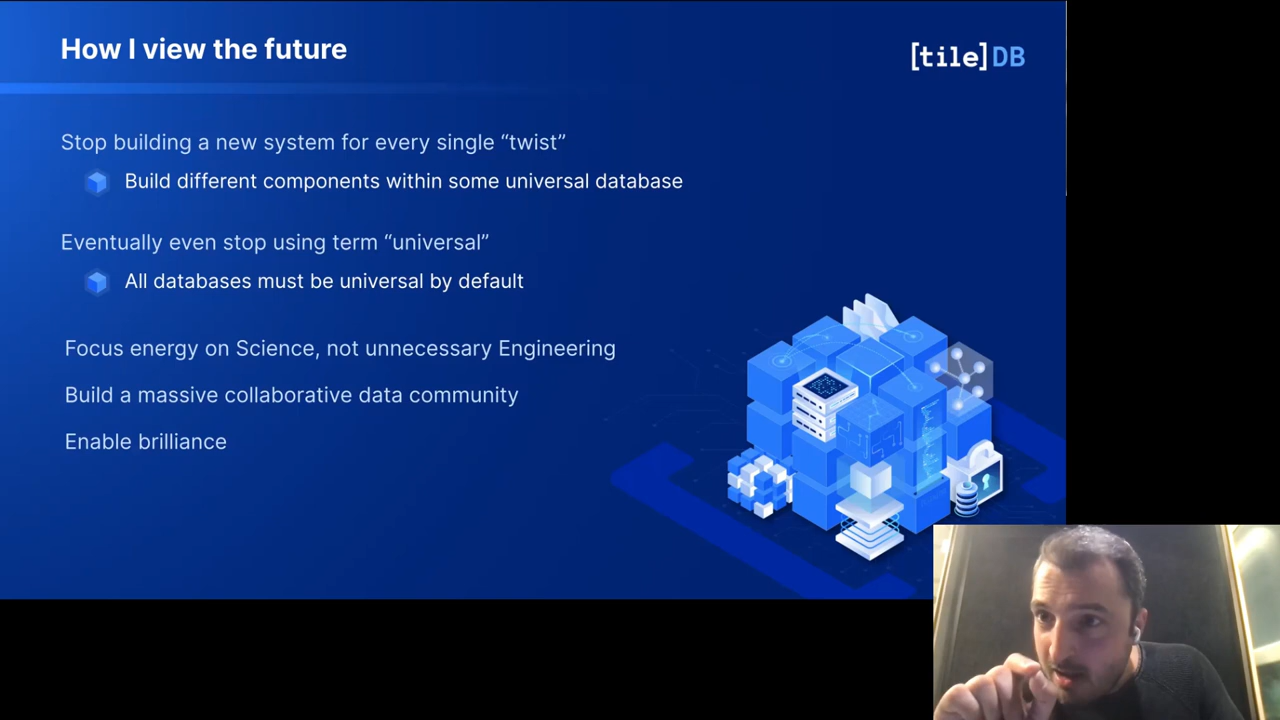 How I view the future
[tile]DB
Stop building a new system for every single “twist”
Build different components within some universal database
Eventually even stop using term “universal”
All databases must be universal by default
Focus energy on Science, not unnecessary Engineering
Build a massive collaborative data community
Enable brilliance